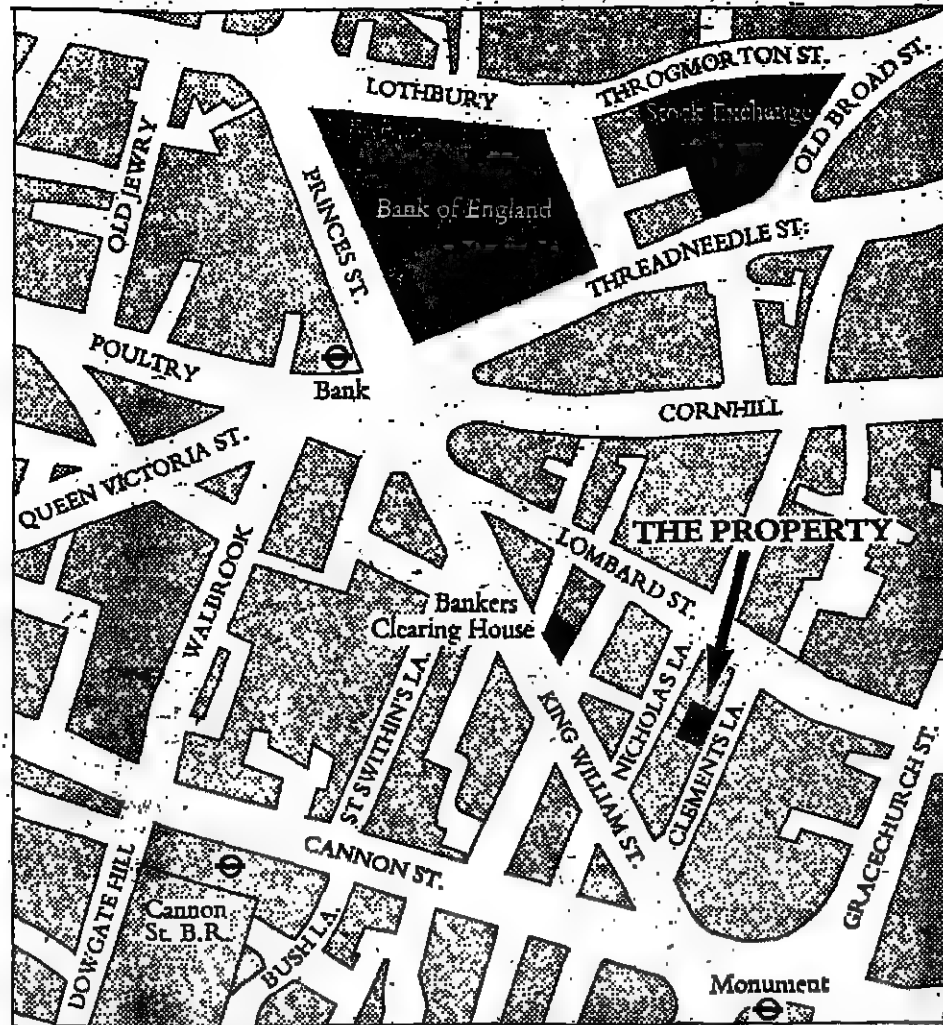 LOTHBURY
THROGMORTON ST.
OLD BROAD ST.
Stock Exchange
OLD JEWRY
PRINCES ST.
Bank of England
THREADNEEDLE ST:
POULTRY
Bank
CORNHILL
QUEEN VICTORIA ST.
THE PROPERTY
WALBROOK
LOMBARD ST.
Bankers
Clearing House
ST SWITHIN'S LA.
KING WILLIAM ST.
NICHOLAS LA.
CLEMENTS LA.
GRACECHURCH ST.
CANNON ST.
DOWGATE HILL
Cannon
St. B.R.
BUSH LA.
Monument